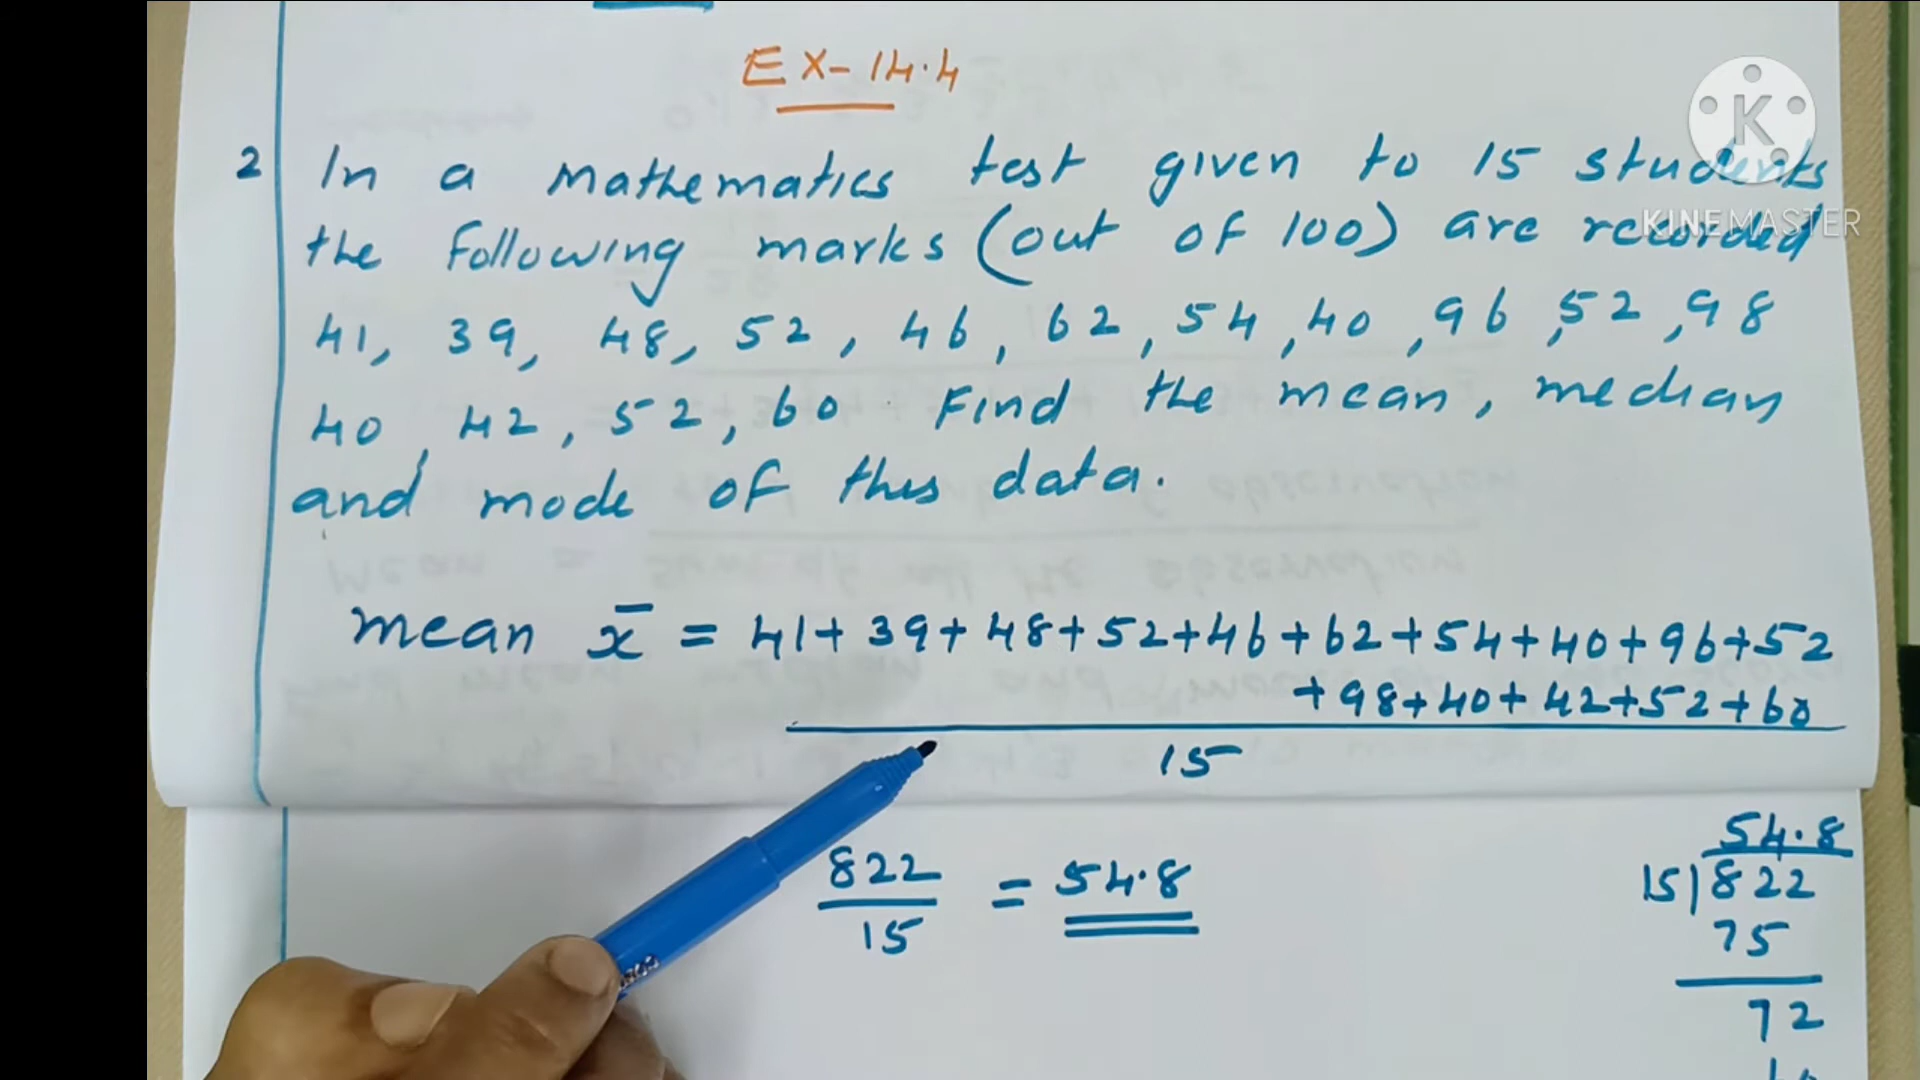 EX-14.4
K
KINEMASTER
2 In a mathematics test given to 15 students
the following marks (out of 100) are recorded
41, 39, 48, 52, 46, 62, 54, 40, 96, 52, 98
40, 42, 52, 60 Find the mean, median
and mode of this data.
mean x̄ = 41+39+48+52+46+62+54+40+96+52
+98+40+42+52+60
15
822
15
= 54.8
54.8
15)822
75
72